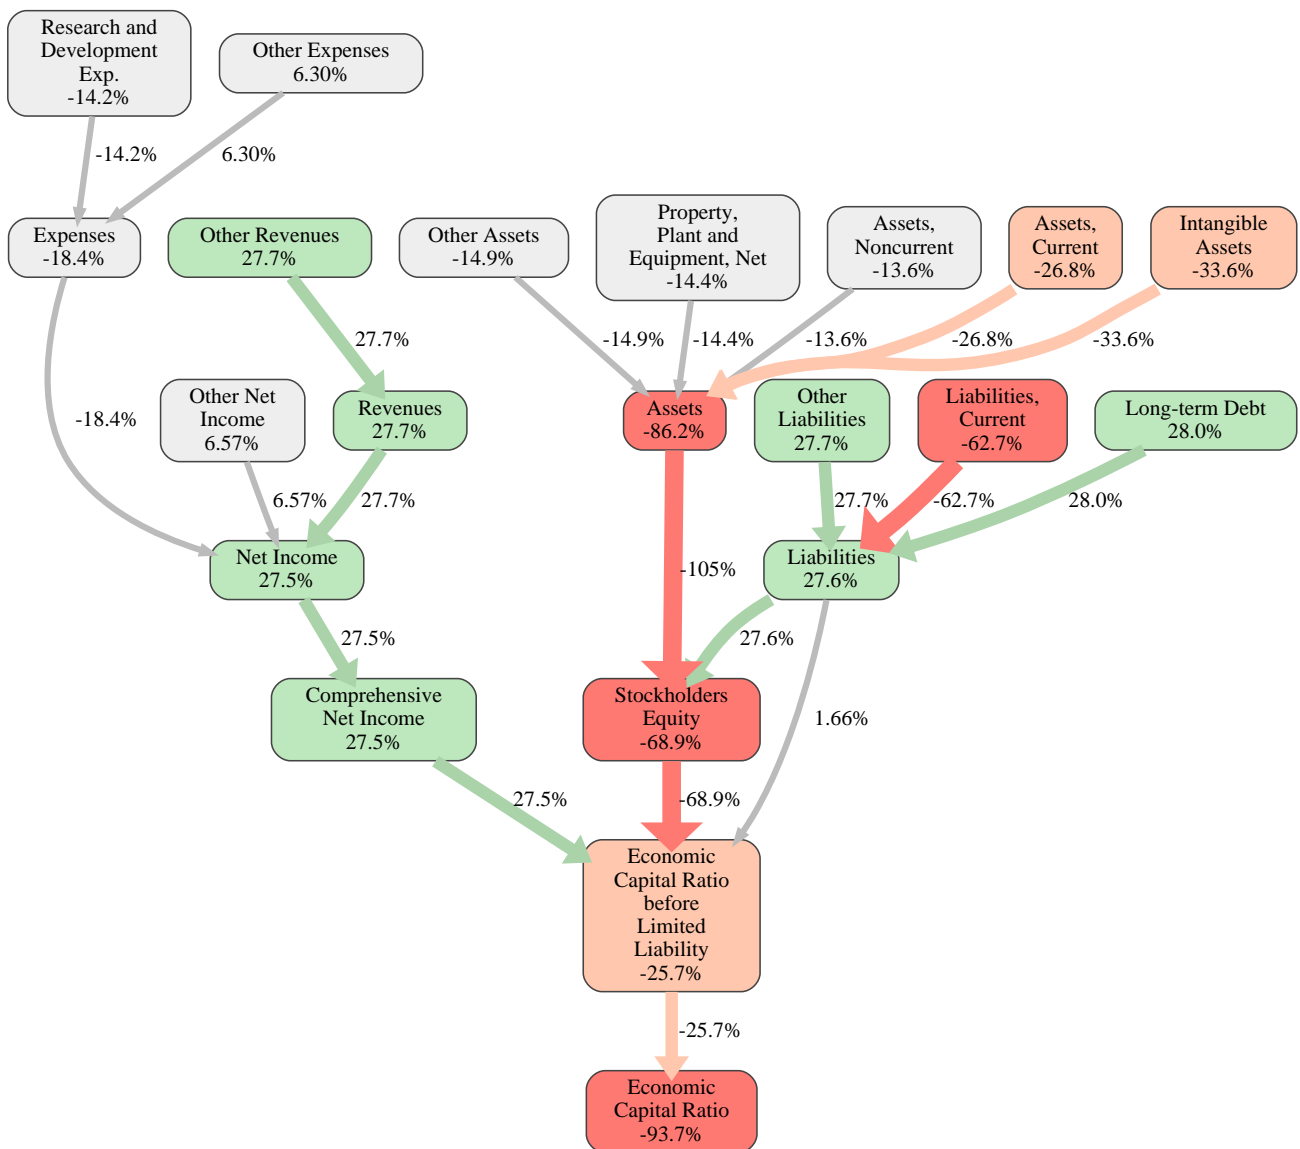 Research and
Development
Exp.
-14.2%
Other Expenses
6.30%
-14.2%
6.30%
Expenses
-18.4%
Other Revenues
27.7%
Other Assets
-14.9%
Property,
Plant and
Equipment, Net
-14.4%
Assets,
Noncurrent
-13.6%
Assets,
Current
-26.8%
Intangible
Assets
-33.6%
27.7%
-14.9%
-14.4%
-13.6%
-26.8%
-33.6%
-18.4%
Other Net
Income
6.57%
Revenues
27.7%
Assets
-86.2%
Other
Liabilities
27.7%
Liabilities,
Current
-62.7%
Long-term Debt
28.0%
6.57%
27.7%
27.7%
-62.7%
28.0%
Net Income
27.5%
-105%
Liabilities
27.6%
27.5%
27.6%
Comprehensive
Net Income
27.5%
Stockholders
Equity
-68.9%
1.66%
27.5%
-68.9%
Economic
Capital Ratio
before
Limited
Liability
-25.7%
-25.7%
Economic
Capital Ratio
-93.7%